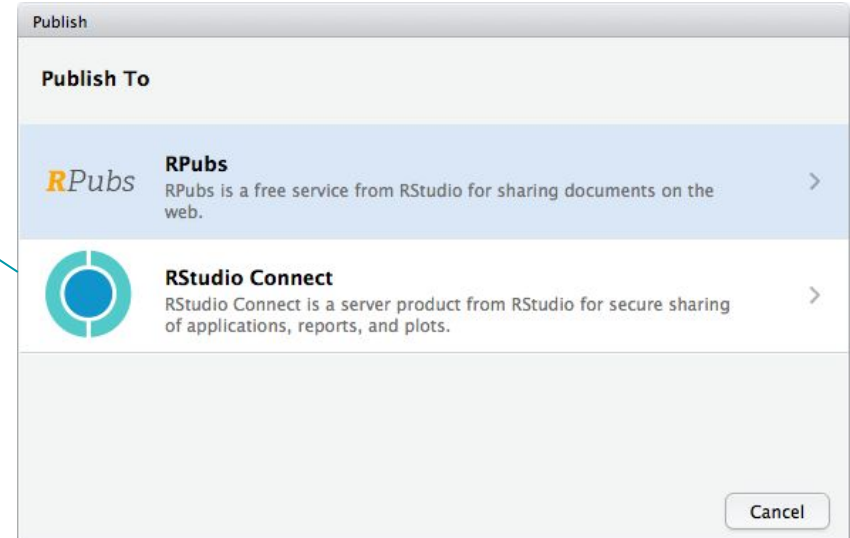 Publish
Publish To
RPubs
RPubs
RPubs is a free service from RStudio for sharing documents on the
web.
RStudio Connect
RStudio Connect is a server product from RStudio for secure sharing
of applications, reports, and plots.
Cancel